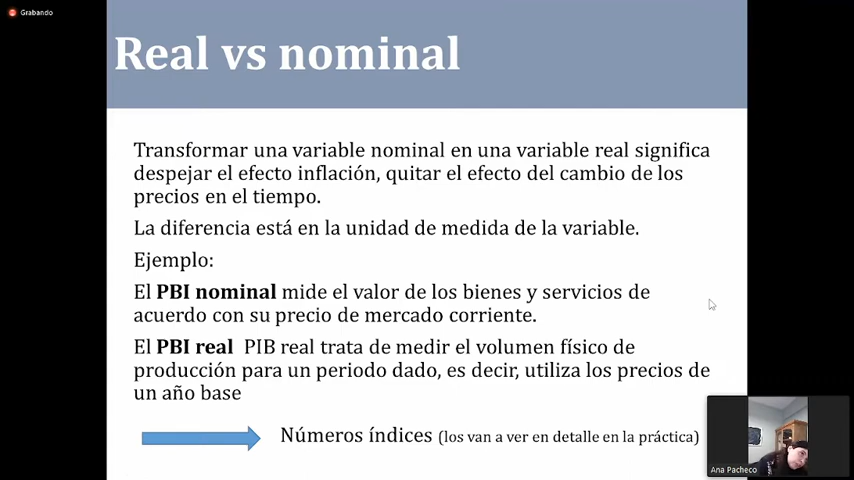 Grabando
Real vs nominal
Transformar una variable nominal en una variable real significa
despejar el efecto inflación, quitar el efecto del cambio de los
precios en el tiempo.
La diferencia está en la unidad de medida de la variable.
Ejemplo:
El PBI nominal mide el valor de los bienes y servicios de
acuerdo con su precio de mercado corriente.
El PBI real PIB real trata de medir el volumen físico de
producción para un periodo dado, es decir, utiliza los precios de
un año base
Números índices (los van a ver en detalle en la práctica)
Ana Pacheco